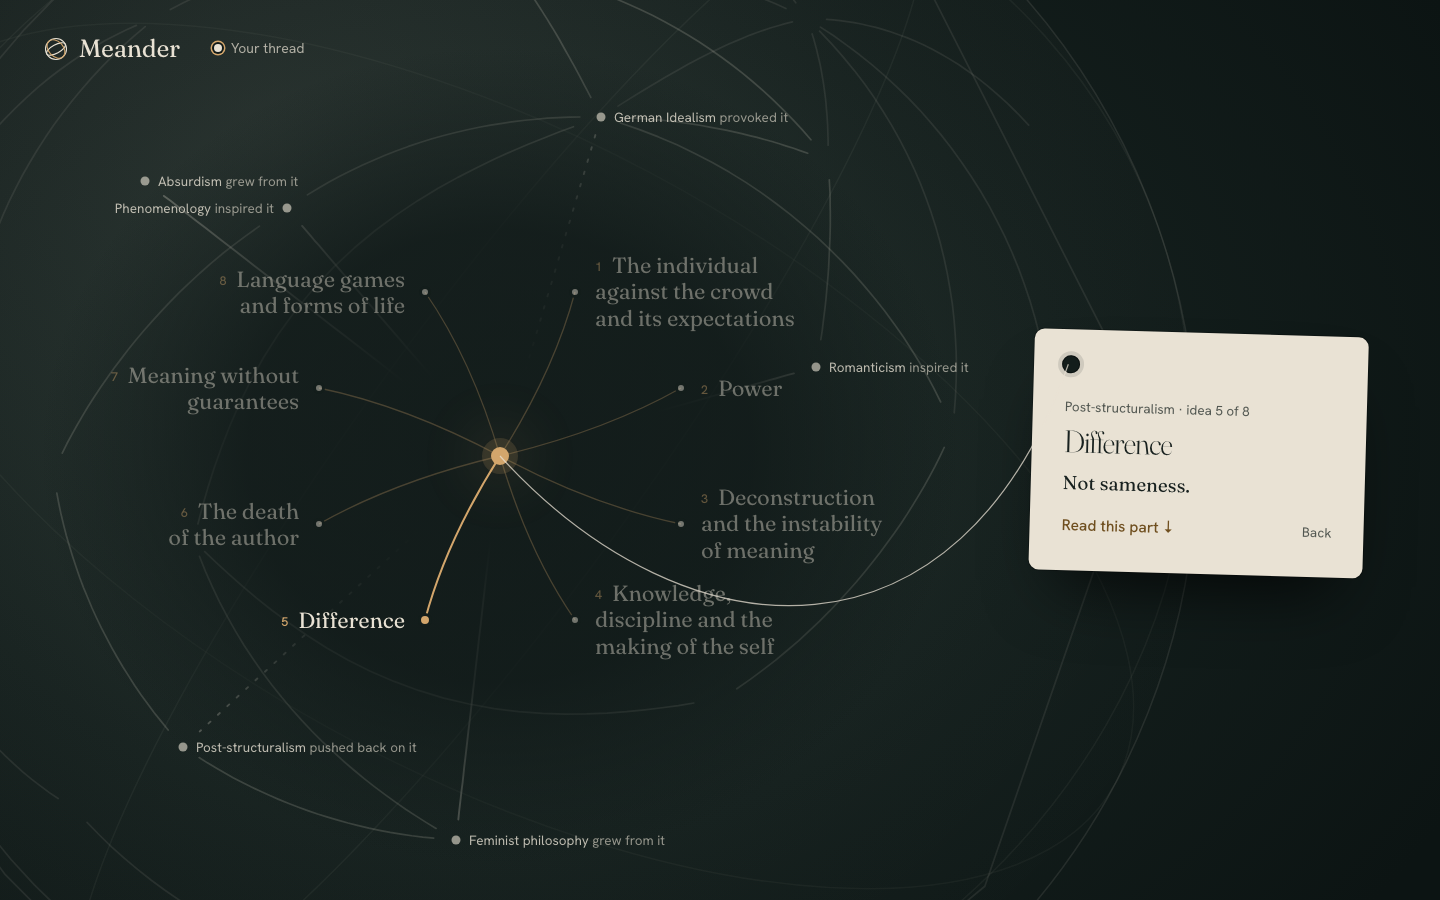 Meander
Your thread
German Idealism provoked it
Absurdism grew from it
Phenomenology inspired it
8 Language games
and forms of life
1 The individual
against the crowd
and its expectations
7 Meaning without
guarantees
2 Power
Romanticism inspired it
6 The death
of the author
3 Deconstruction
and the instability
of meaning
5 Difference
4 Knowledge,
discipline and the
making of the self
Post-structuralism pushed back on it
Feminist philosophy grew from it
Post-structuralism · idea 5 of 8
Difference
Not sameness.
Read this part ↓
Back